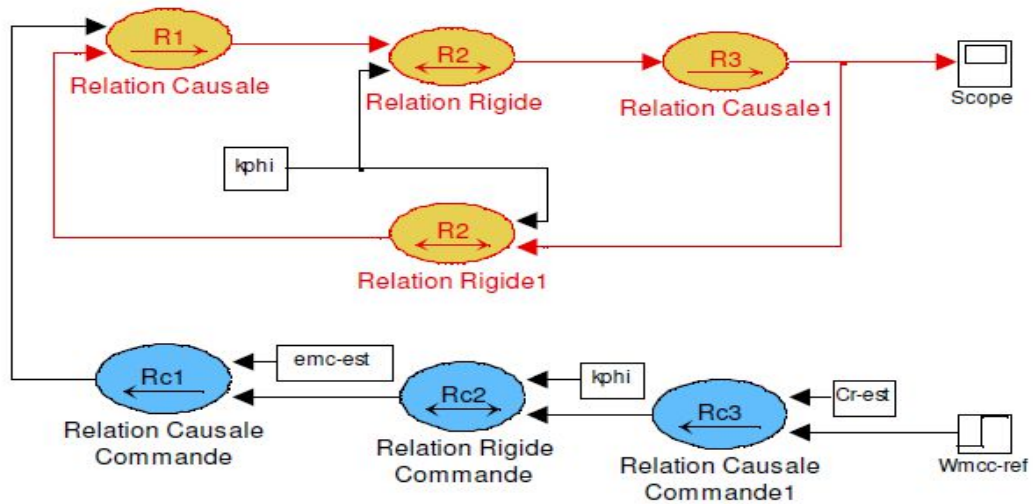 R1
Relation Causale
R2
Relation Rigide
R3
Relation Causale1
Scope
kphi
R2
Relation Rigide1
Rc1
Relation Causale
Commande
emc-est
Rc2
Relation Rigide
Commande
kphi
Rc3
Relation Causale
Commande1
Cr-est
Wmcc-ref